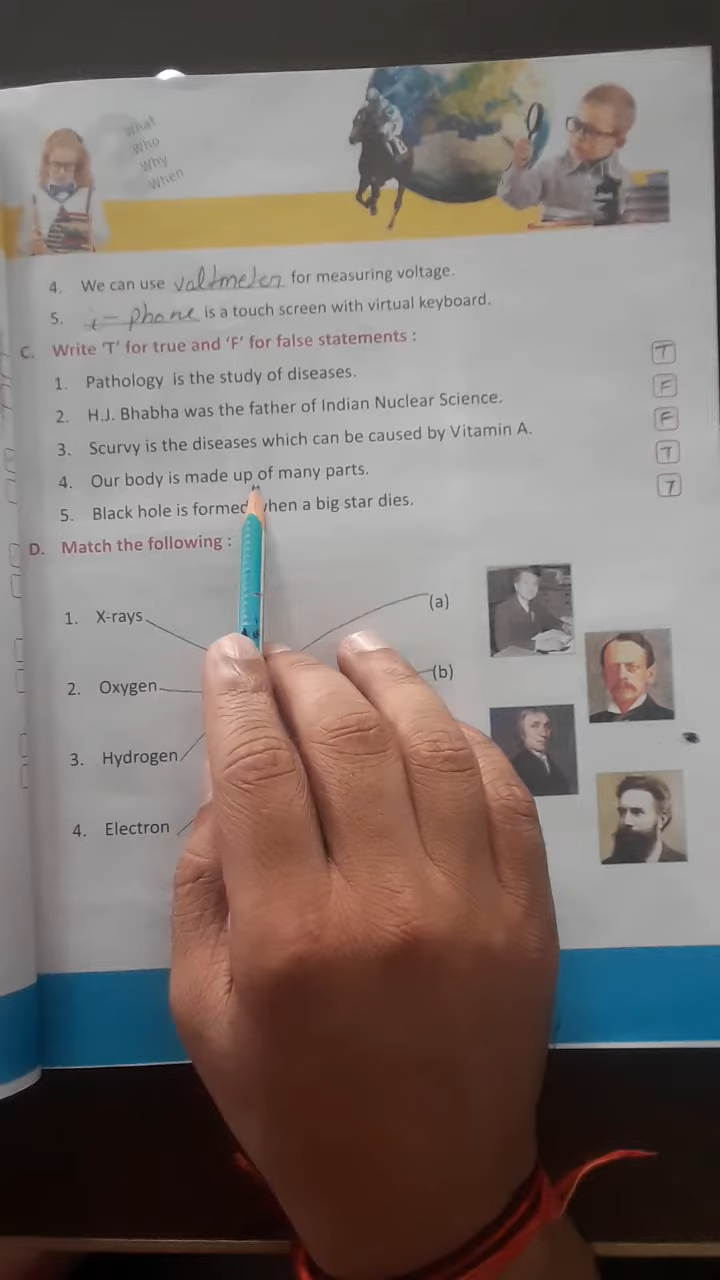 What
Who
Why
When
4. We can use valtmeter for measuring voltage.
5. i-phone is a touch screen with virtual keyboard.
C. Write 'T' for true and 'F' for false statements :
1. Pathology is the study of diseases. T
2. H.J. Bhabha was the father of Indian Nuclear Science. F
3. Scurvy is the diseases which can be caused by Vitamin A. F
4. Our body is made up of many parts. T
5. Black hole is formed when a big star dies. T
D. Match the following :
1. X-rays (a)
2. Oxygen (b)
3. Hydrogen
4. Electron